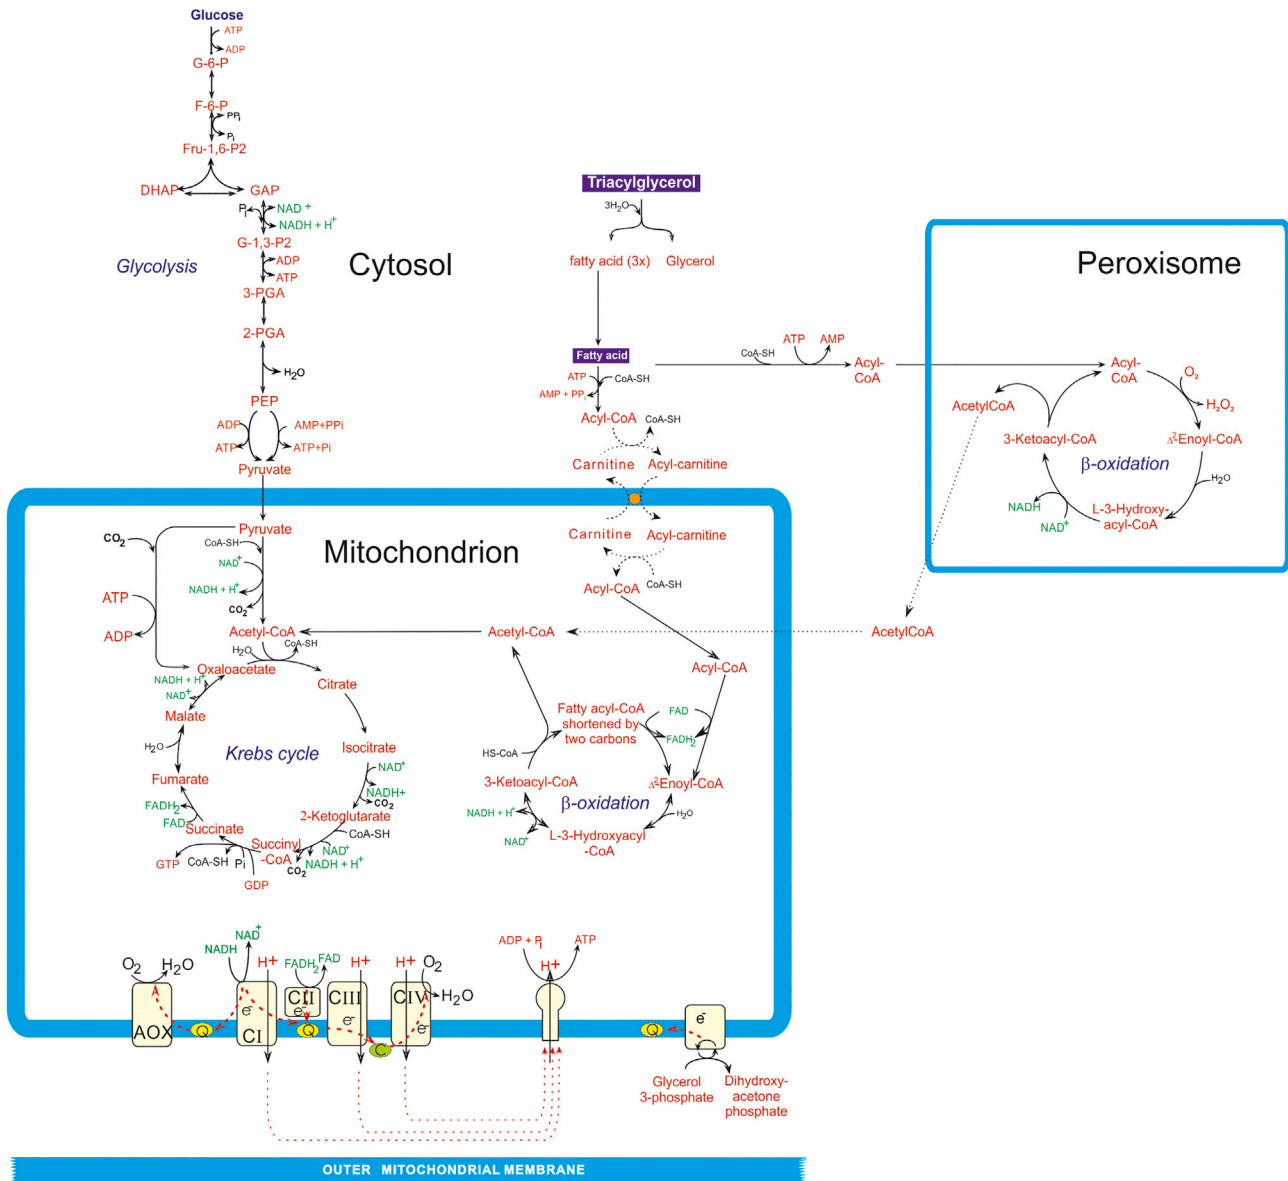 Glucose
ATP
ADP
G-6-P
F-6-P
PPi
Pi
Fru-1,6-P2
DHAP
GAP
Pi
NAD +
NADH + H+
G-1,3-P2
ADP
ATP
3-PGA
2-PGA
H2O
PEP
ADP
AMP+PPi
ATP
ATP+Pi
Pyruvate
Glycolysis
Cytosol
Triacylglycerol
3H2O
fatty acid (3x)
Glycerol
Fatty acid
ATP
CoA-SH
AMP + PPi
Acyl-CoA
CoA-SH
Carnitine
Acyl-carnitine
CoA-SH
ATP
AMP
Acyl-
CoA
Peroxisome
Acyl-
CoA
O2
H2O2
AcetylCoA
3-Ketoacyl-CoA
Δ2-Enoyl-CoA
β-oxidation
H2O
NADH
NAD+
L-3-Hydroxy-
acyl-CoA
AcetylCoA
Mitochondrion
Pyruvate
CO2
CoA-SH
NAD+
NADH + H+
CO2
ATP
ADP
Acetyl-CoA
H2O
CoA-SH
Oxaloacetate
Citrate
NADH + H+
NAD+
Malate
H2O
Krebs cycle
Isocitrate
NAD+
NADH+
CO2
Fumarate
FADH2
FAD
Succinate
2-Ketoglutarate
CoA-SH
Succinyl
-CoA
NAD+
NADH + H+
CO2
GTP
CoA-SH
Pi
GDP
Carnitine
Acyl-carnitine
Acyl-CoA
CoA-SH
Acetyl-CoA
Acyl-CoA
Fatty acyl-CoA
shortened by
two carbons
FAD
FADH2
HS-CoA
3-Ketoacyl-CoA
Δ2-Enoyl-CoA
β-oxidation
NADH + H+
NAD+
H2O
L-3-Hydroxyacyl
-CoA
O2
H2O
NADH
NAD+
H+
FADH2
FAD
H+
H+
O2
H2O
ADP + Pi
ATP
H+
AOX
Q
e-
CI
CII
e-
Q
CIII
e-
C
CIV
e-
Q
e-
Glycerol
3-phosphate
Dihydroxy-
acetone
phosphate
OUTER MITOCHONDRIAL MEMBRANE